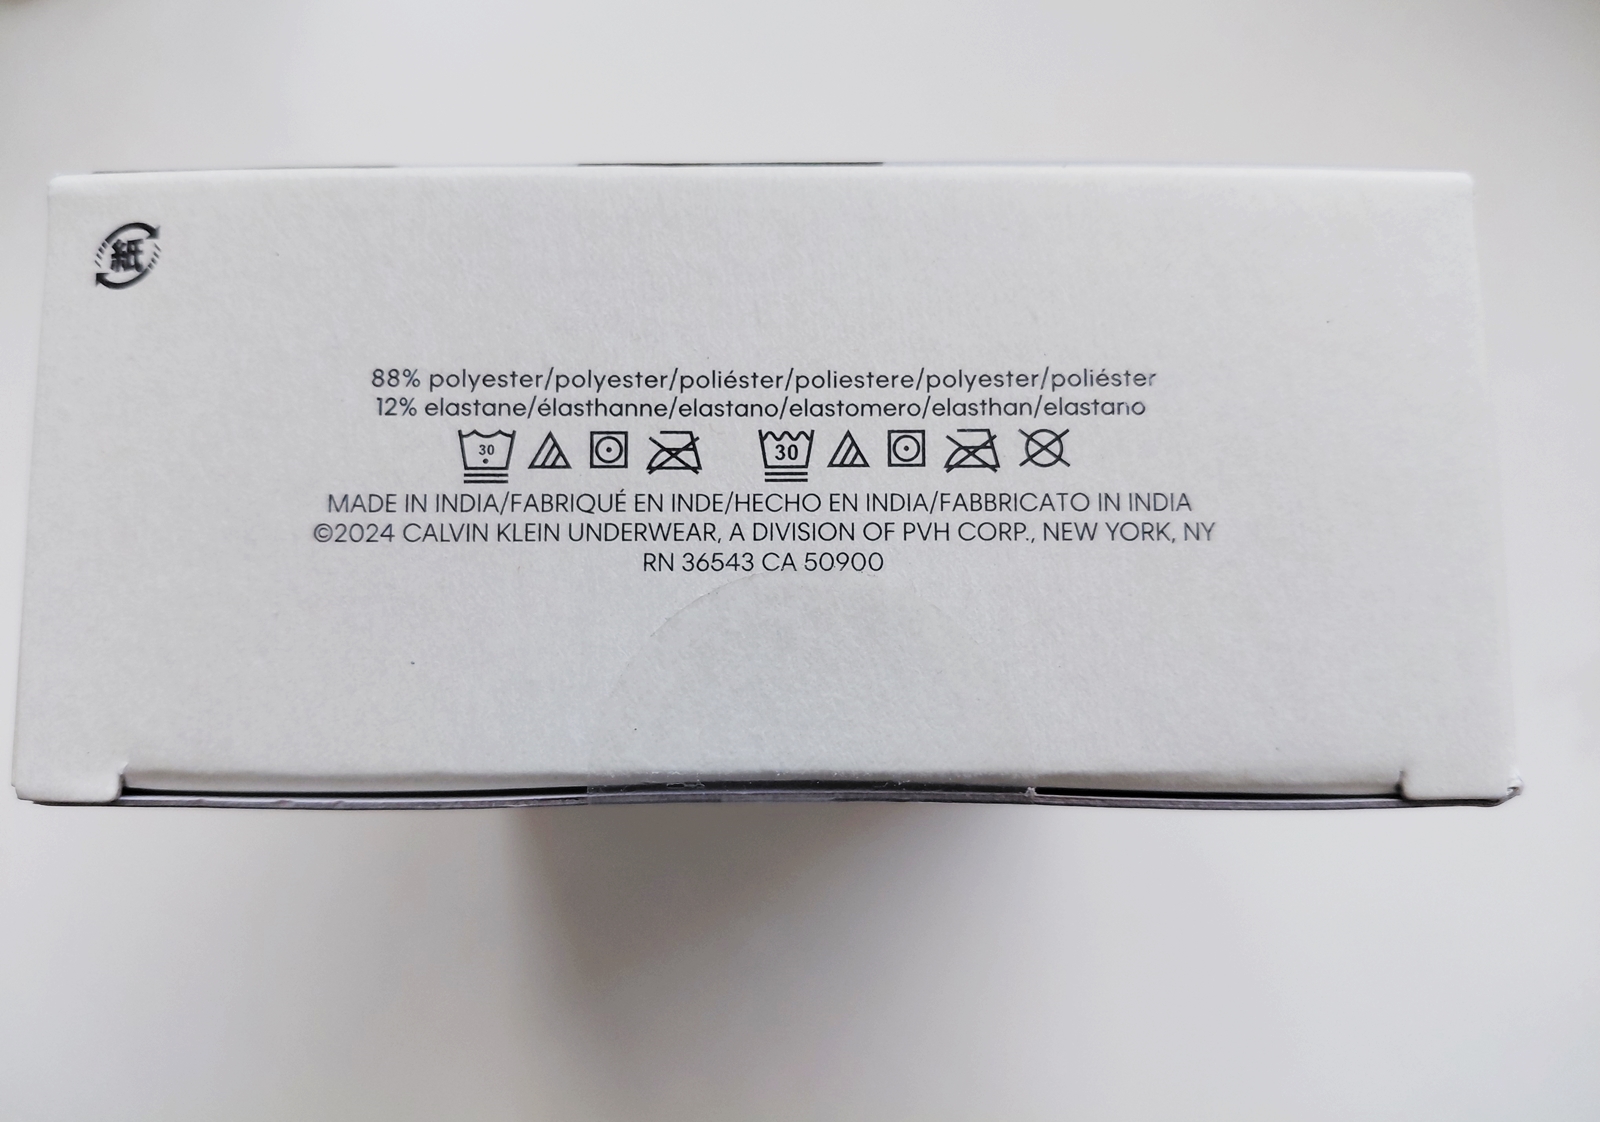 紙
88% polyester/polyester/poliéster/poliestere/polyester/poliéster
12% elastane/élasthanne/elastano/elastomero/elasthan/elastano
30 30
MADE IN INDIA/FABRIQUÉ EN INDE/HECHO EN INDIA/FABBRICATO IN INDIA
©2024 CALVIN KLEIN UNDERWEAR, A DIVISION OF PVH CORP., NEW YORK, NY
RN 36543 CA 50900